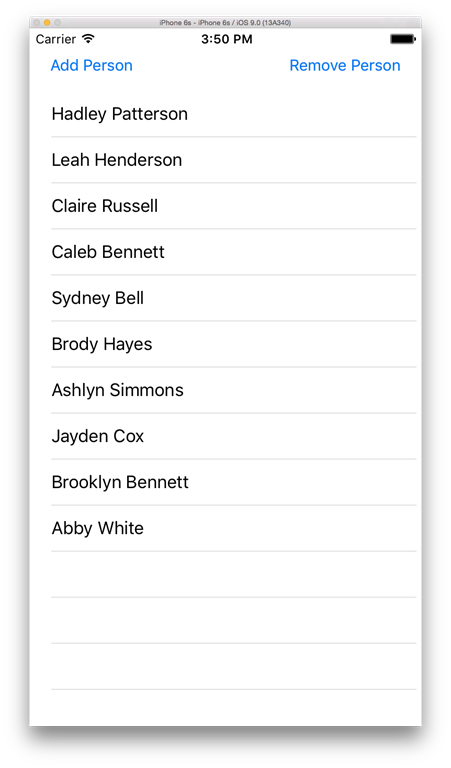 iPhone 6s - iPhone 6s / iOS 9.0 (13A340)
Carrier 3:50 PM
Add Person Remove Person
Hadley Patterson
Leah Henderson
Claire Russell
Caleb Bennett
Sydney Bell
Brody Hayes
Ashlyn Simmons
Jayden Cox
Brooklyn Bennett
Abby White